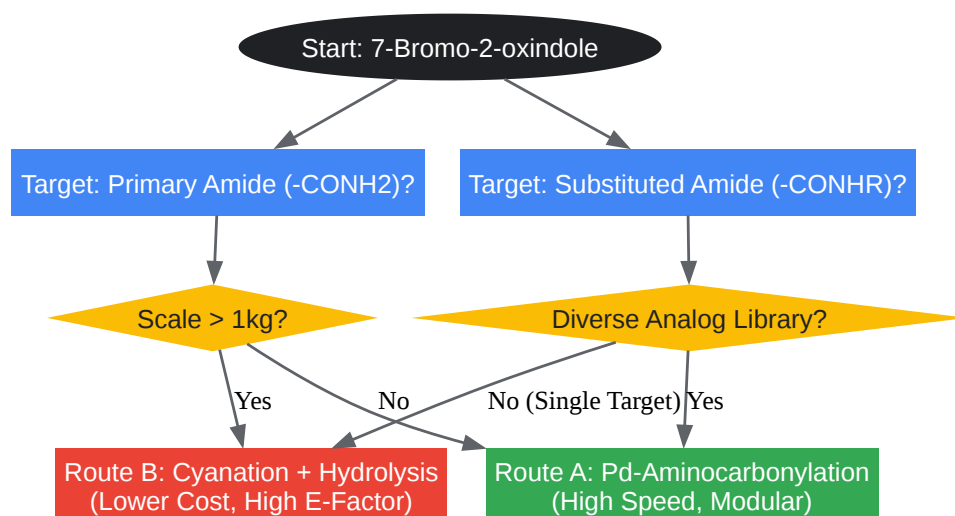 Start: 7-Bromo-2-oxindole
Target: Primary Amide (-CONH2)?
Target: Substituted Amide (-CONHR)?
Scale > 1kg?
Diverse Analog Library?
Yes
No
No (Single Target)
Yes
Route B: Cyanation + Hydrolysis
(Lower Cost, High E-Factor)
Route A: Pd-Aminocarbonylation
(High Speed, Modular)